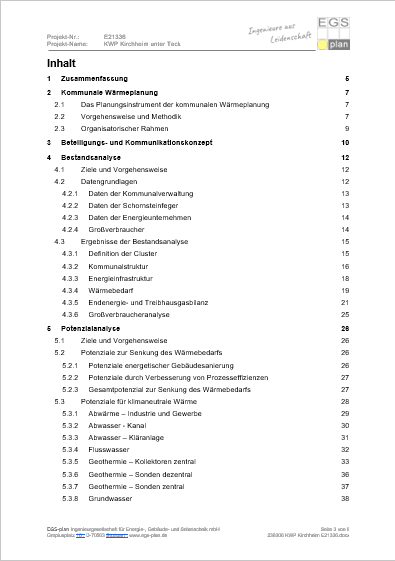 Ingenieure aus
Leidenschaft
EGS
plan
Projekt-Nr.: E21336
Projekt-Name: KWP Kirchheim unter Teck
Inhalt
1 Zusammenfassung 5
2 Kommunale Wärmeplanung 7
2.1 Das Planungsinstrument der kommunalen Wärmeplanung 7
2.2 Vorgehensweise und Methodik 7
2.3 Organisatorischer Rahmen 9
3 Beteiligungs- und Kommunikationskonzept 10
4 Bestandsanalyse 12
4.1 Ziele und Vorgehensweise 12
4.2 Datengrundlagen 12
4.2.1 Daten der Kommunalverwaltung 13
4.2.2 Daten der Schornsteinfeger 13
4.2.3 Daten der Energieunternehmen 14
4.2.4 Großverbraucher 14
4.3 Ergebnisse der Bestandsanalyse 15
4.3.1 Definition der Cluster 15
4.3.2 Kommunalstruktur 16
4.3.3 Energieinfrastruktur 18
4.3.4 Wärmebedarf 19
4.3.5 Endenergie- und Treibhausgasbilanz 21
4.3.6 Großverbraucheranalyse 25
5 Potenzialanalyse 26
5.1 Ziele und Vorgehensweise 26
5.2 Potenziale zur Senkung des Wärmebedarfs 26
5.2.1 Potenziale energetischer Gebäudesanierung 26
5.2.2 Potenziale durch Verbesserung von Prozesseffizienzen 27
5.2.3 Gesamtpotenzial zur Senkung des Wärmebedarfs 27
5.3 Potenziale für klimaneutrale Wärme 28
5.3.1 Abwärme – Industrie und Gewerbe 29
5.3.2 Abwasser - Kanal 30
5.3.3 Abwasser – Kläranlage 31
5.3.4 Flusswasser 32
5.3.5 Geothermie – Kollektoren zentral 33
5.3.6 Geothermie – Sonden dezentral 36
5.3.7 Geothermie – Sonden zentral 37
5.3.8 Grundwasser 38
EGS-plan Ingenieurgesellschaft für Energie-, Gebäude- und Solartechnik mbH Seite 3 von
Gropiusplatz 10 D-70563 Stuttgart www.egs-plan.de KWP Kirchheim E21336.docx